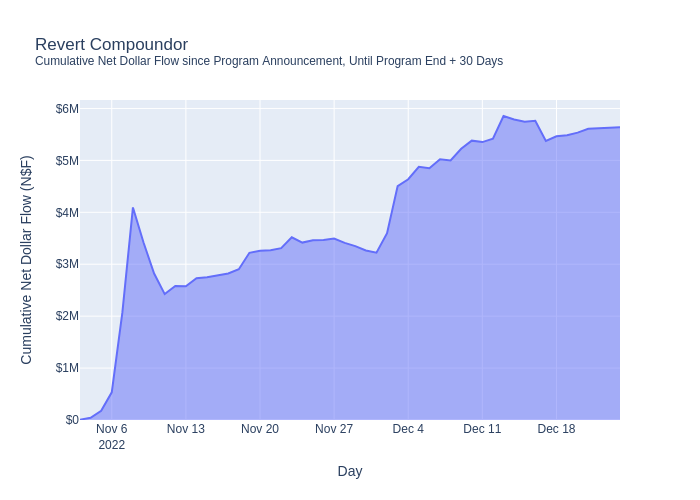 Revert Compoundor
Cumulative Net Dollar Flow since Program Announcement, Until Program End + 30 Days
Cumulative Net Dollar Flow (N$F)
$6M
$5M
$4M
$3M
$2M
$1M
$0
Nov 6
2022
Nov 13
Nov 20
Nov 27
Dec 4
Dec 11
Dec 18
Day